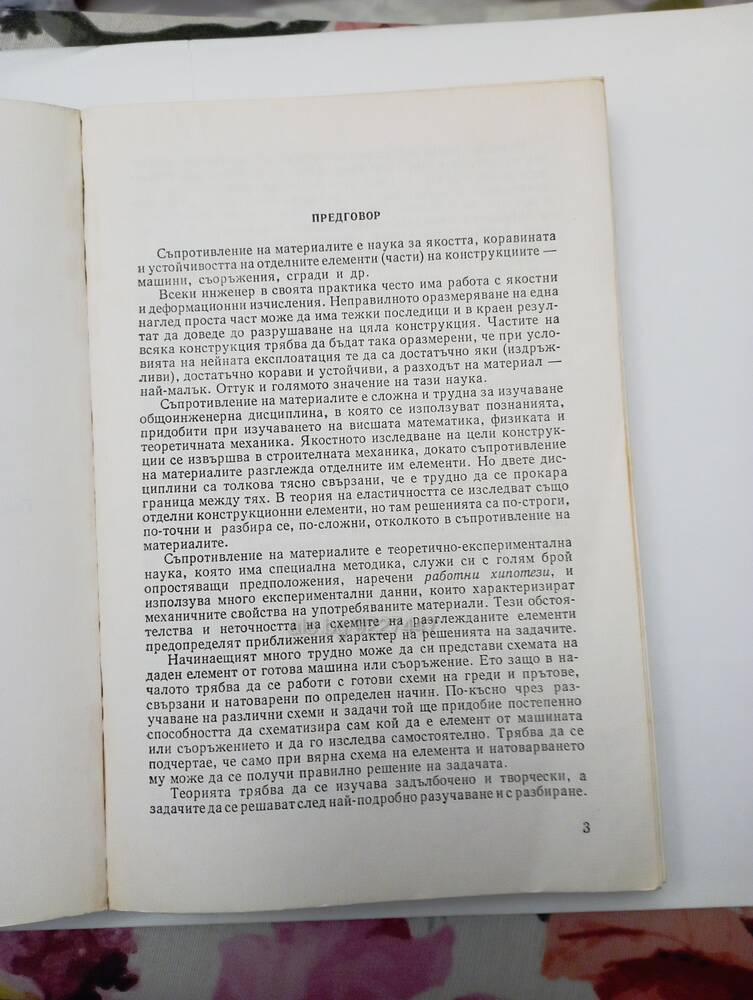 ПРЕДГОВОР
Съпротивление на материалите е наука за якостта, коравината
и устойчивостта на отделните елементи (части) на конструкциите —
машини, съоръжения, сгради и др.
Всеки инженер в своята практика често има работа с якостни
и деформационни изчисления. Неправилното оразмеряване на една
наглед проста част може да има тежки последици и в краен резул-
тат да доведе до разрушаване на цяла конструкция. Частите на
всяка конструкция трябва да бъдат така оразмерени, че при усло-
вията на нейната експлоатация те да са достатъчно яки (издръж-
ливи), достатъчно корави и устойчиви, а разходът на материал —
най-малък. Оттук и голямото значение на тази наука.
Съпротивление на материалите е сложна и трудна за изучаване
общоинженерна дисциплина, в която се използуват познанията,
придобити при изучаването на висшата математика, физиката и
теоретичната механика. Якостното изследване на цели конструк-
ции се извършва в строителната механика, докато съпротивление
на материалите разглежда отделните им елементи. Но двете дис-
циплини са толкова тясно свързани, че е трудно да се прокара
граница между тях. В теория на еластичността се изследват също
отделни конструкционни елементи, но там решенията са по-строги,
по-точни и разбира се, по-сложни, отколкото в съпротивление на
материалите.
Съпротивление на материалите е теоретично-експериментална
наука, която има специална методика, служи си с голям брой
опростяващи предположения, наречени работни хипотези, и
използува много експериментални данни, които характеризират
механичните свойства на употребяваните материали. Тези обстоя-
телства и неточността на схемите на разглежданите елементи
предопределят приближения характер на решенията на задачите.
Начинаещият много трудно може да си представи схемата на
даден елемент от готова машина или съоръжение. Ето защо в на-
чалото трябва да се работи с готови схеми на греди и прътове,
свързани и натоварени по определен начин. По-късно чрез раз-
учаване на различни схеми и задачи той ще придобие постепенно
способността да схематизира сам кой да е елемент от машината
или съоръжението и да го изследва самостоятелно. Трябва да се
подчертае, че само при вярна схема на елемента и натоварването
му може да се получи правилно решение на задачата.
Теорията трябва да се изучава задълбочено и творчески, а
задачите да се решават след най-подробно разучаване и с разбиране.
3